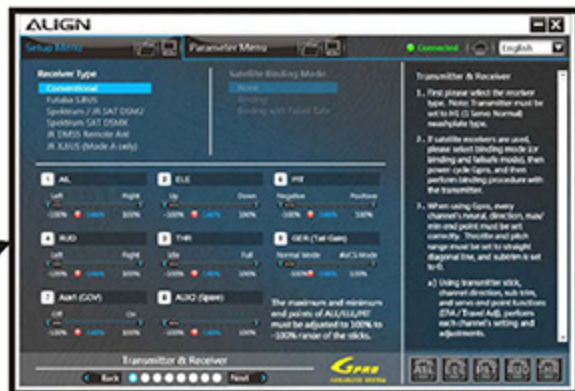 ALIGN
Setup Menu
Parameter Menu
Connected
English
Receiver Type
Conventional
Futaba S.BUS
Spektrum / JR SAT DSM2
Spektrum SAT DSMX
JR DMSS Remote Ant
JR XBUS (Mode A only)
Satellite Binding Mode
None
Binding
Binding with Failsafe
1 AIL
Left Right
-100% 100%
2 ELE
Up Down
-100% 100%
6 PIT
Negative Positive
-100% 100%
4 RUD
Left Right
-100% 100%
3 THR
Idle Full
-100% 100%
5 GER (Tail Gain)
Normal Mode AVCS Mode
-100% 100%
7 Aux1 (GOV)
Off On
-100% 100%
8 AUX2 (Spare)
-100% 100%
The maximum and minimum
end points of AIL/ELE/PIT
must be adjusted to 100% to
-100% range of the sticks.
Transmitter & Receiver
Back
Next
GPRO
FLYBARLESS SYSTEM
Transmitter & Receiver
1. First please select the receiver
type. Note: Transmitter must be
set to H1 (1 Servo Normal)
swashplate type.
2. If satellite receivers are used,
please select binding mode (or
binding and failsafe mode), then
power cycle Gpro, and then
perform binding procedure with
the transmitter.
3. When using Gpro, every
channel's neutral, direction, max/
min end point must be set
correctly. Throttle and pitch
range must be set to straight
diagonal line, and subtrim is set
to 0.
a) Using transmitter stick,
channel direction, sub trim,
and servo end point functions
(EPA / Travel Adj), perform
each channel's setting and
adjustments.
AIL
ELE
PIT
RUD
THR